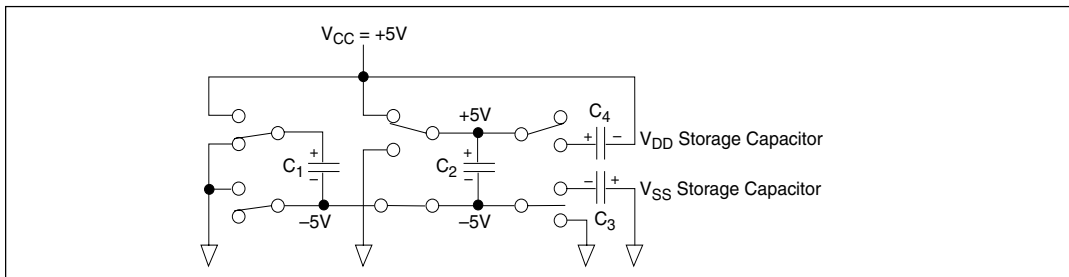 V_CC = +5V
+5V
C_4
+ −
V_DD Storage Capacitor
+
C_1
−
+
C_2
−
− +
V_SS Storage Capacitor
C_3
−5V
−5V